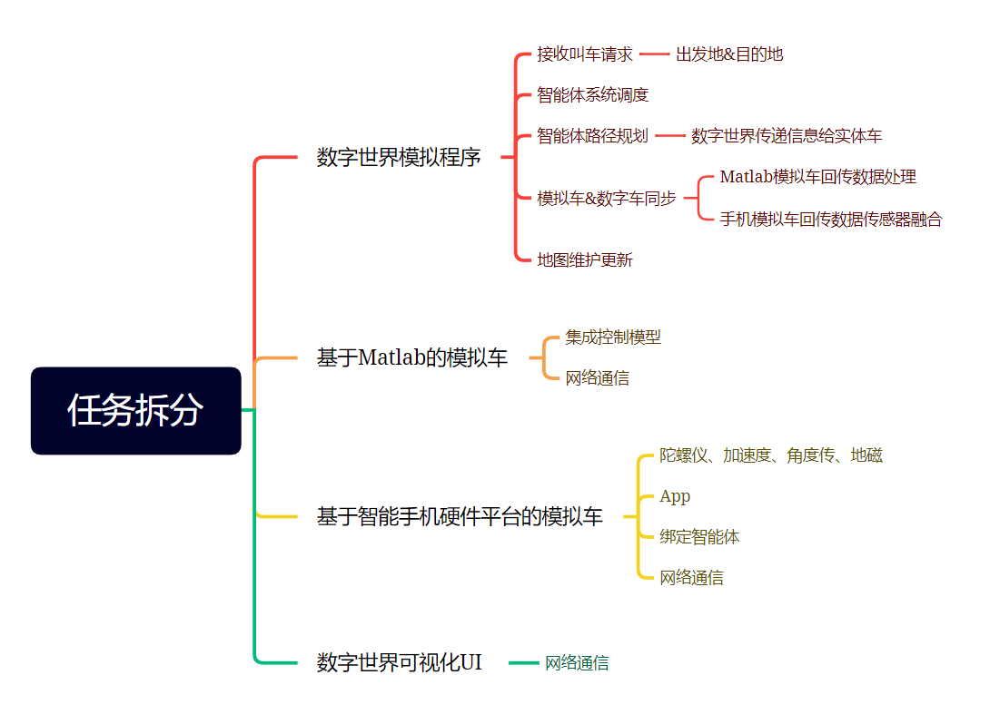 任务拆分
数字世界模拟程序
接收叫车请求
出发地&目的地
智能体系统调度
智能体路径规划
数字世界传递信息给实体车
模拟车&数字车同步
Matlab模拟车回传数据处理
手机模拟车回传数据传感器融合
地图维护更新
基于Matlab的模拟车
集成控制模型
网络通信
基于智能手机硬件平台的模拟车
陀螺仪、加速度、角度传、地磁
App
绑定智能体
网络通信
数字世界可视化UI
网络通信